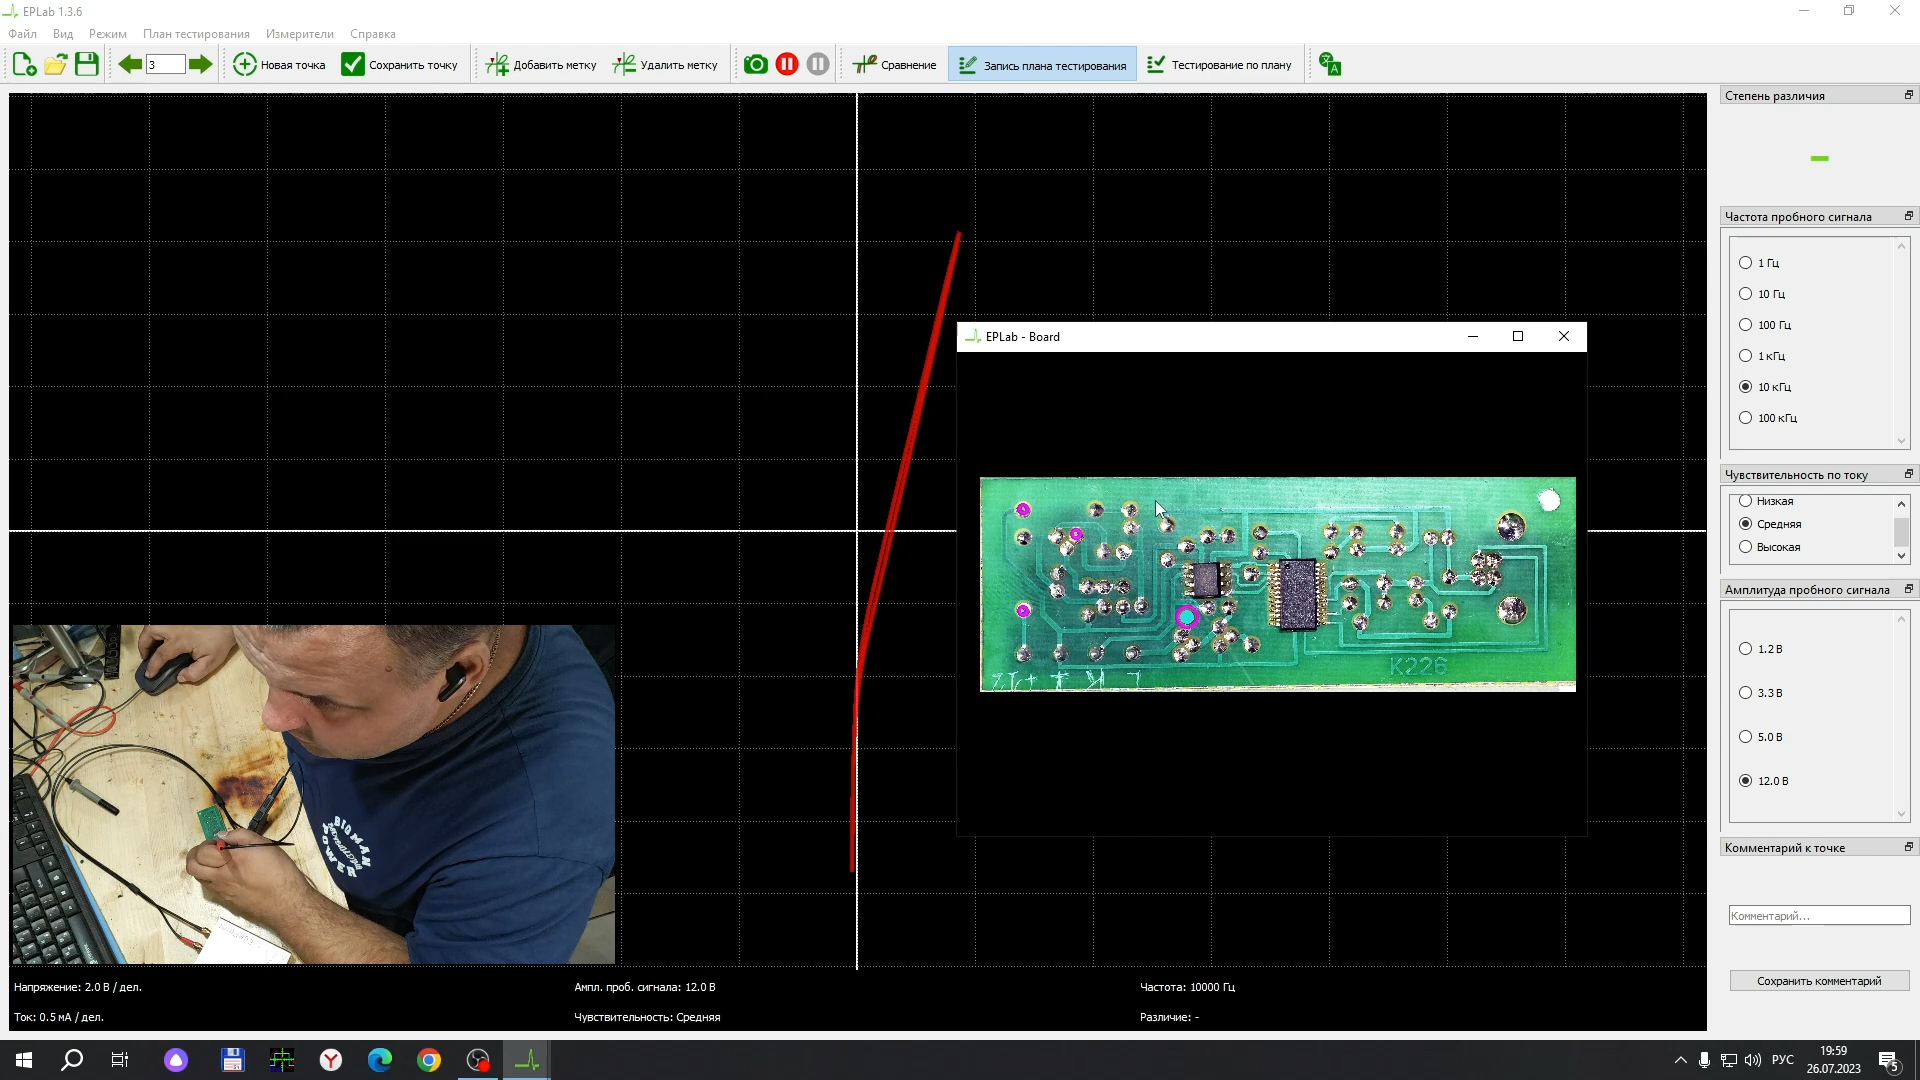 EPLab 1.3.6
Файл Вид Режим План тестирования Измерители Справка
3 Новая точка Сохранить точку Добавить метку Удалить метку Сравнение Запись плана тестирования Тестирование по плану
Степень различия
-
Частота пробного сигнала
1 Гц
10 Гц
100 Гц
1 кГц
10 кГц
100 кГц
Чувствительность по току
Низкая
Средняя
Высокая
Амплитуда пробного сигнала
1.2 В
3.3 В
5.0 В
12.0 В
Комментарий к точке
Комментарий...
Сохранить комментарий
EPLab - Board
K226
BIOMAN
POWER
Напряжение: 2.0 В / дел. Ампл. проб. сигнала: 12.0 В Частота: 10000 Гц
Ток: 0.5 мА / дел. Чувствительность: Средняя Различие: -
РУС 19:59
26.07.2023 5